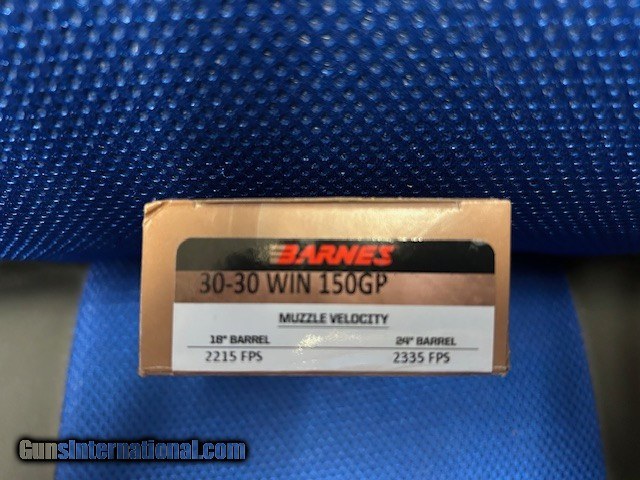 BARNES
30-30 WIN 150GP
MUZZLE VELOCITY
18" BARREL 24" BARREL
2215 FPS 2335 FPS
GunsInternational.com